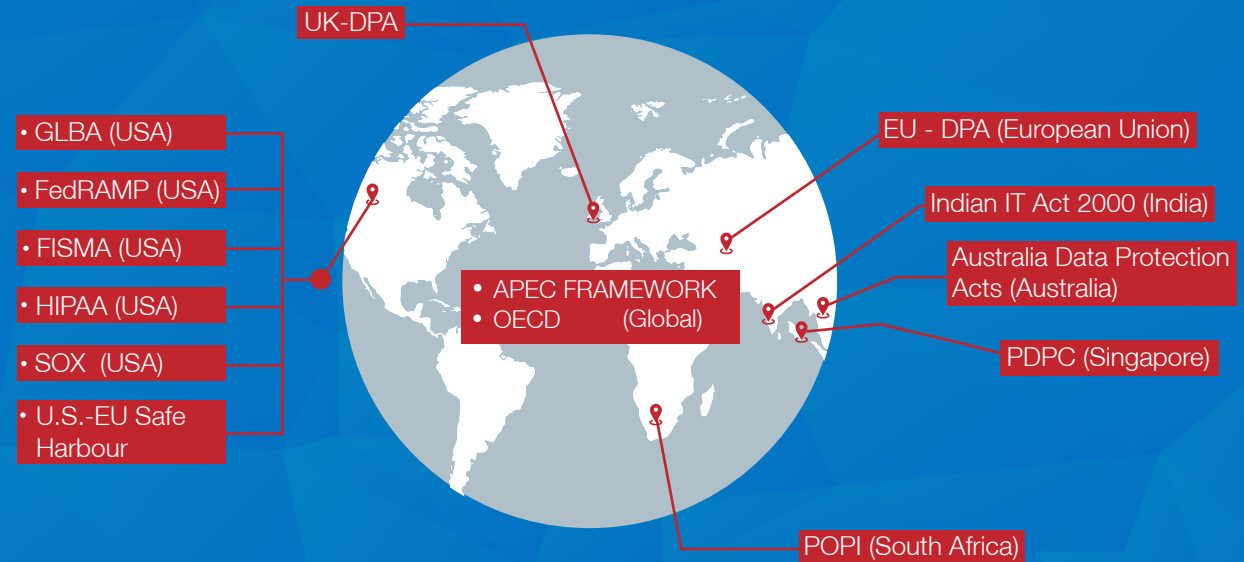 UK-DPA
• GLBA (USA)
• FedRAMP (USA)
• FISMA (USA)
• HIPAA (USA)
• SOX (USA)
• U.S.-EU Safe
Harbour
• APEC FRAMEWORK
• OECD (Global)
EU - DPA (European Union)
Indian IT Act 2000 (India)
Australia Data Protection
Acts (Australia)
PDPC (Singapore)
POPI (South Africa)